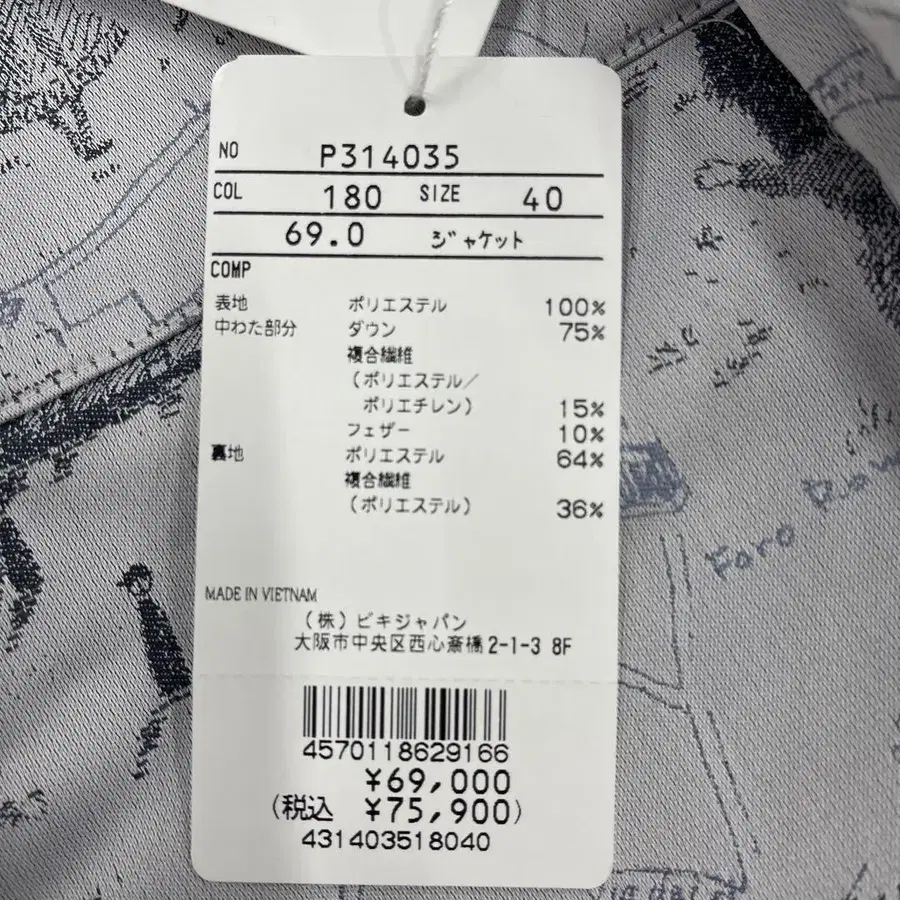 NO P314035
COL 180 SIZE 40
69.0 ジャケット
COMP
表地 ポリエステル 100%
中わた部分 ダウン 75%
複合繊維
(ポリエステル/
ポリエチレン) 15%
フェザー 10%
裏地 ポリエステル 64%
複合繊維
(ポリエステル) 36%
MADE IN VIETNAM
(株)ビキジャパン
大阪市中央区西心斎橋2-1-3 8F
4570118629166
¥69,000
(税込 ¥75,900)
431403518040
Foro